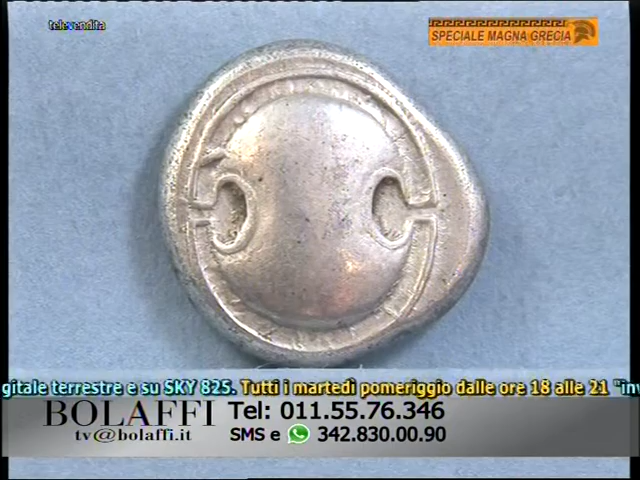 televendita
SPECIALE MAGNA GRECIA
gitale terrestre e su SKY 825. Tutti i martedì pomeriggio dalle ore 18 alle 21 "inv
BOLAFFI
tv@bolaffi.it
Tel: 011.55.76.346
SMS e 342.830.00.90